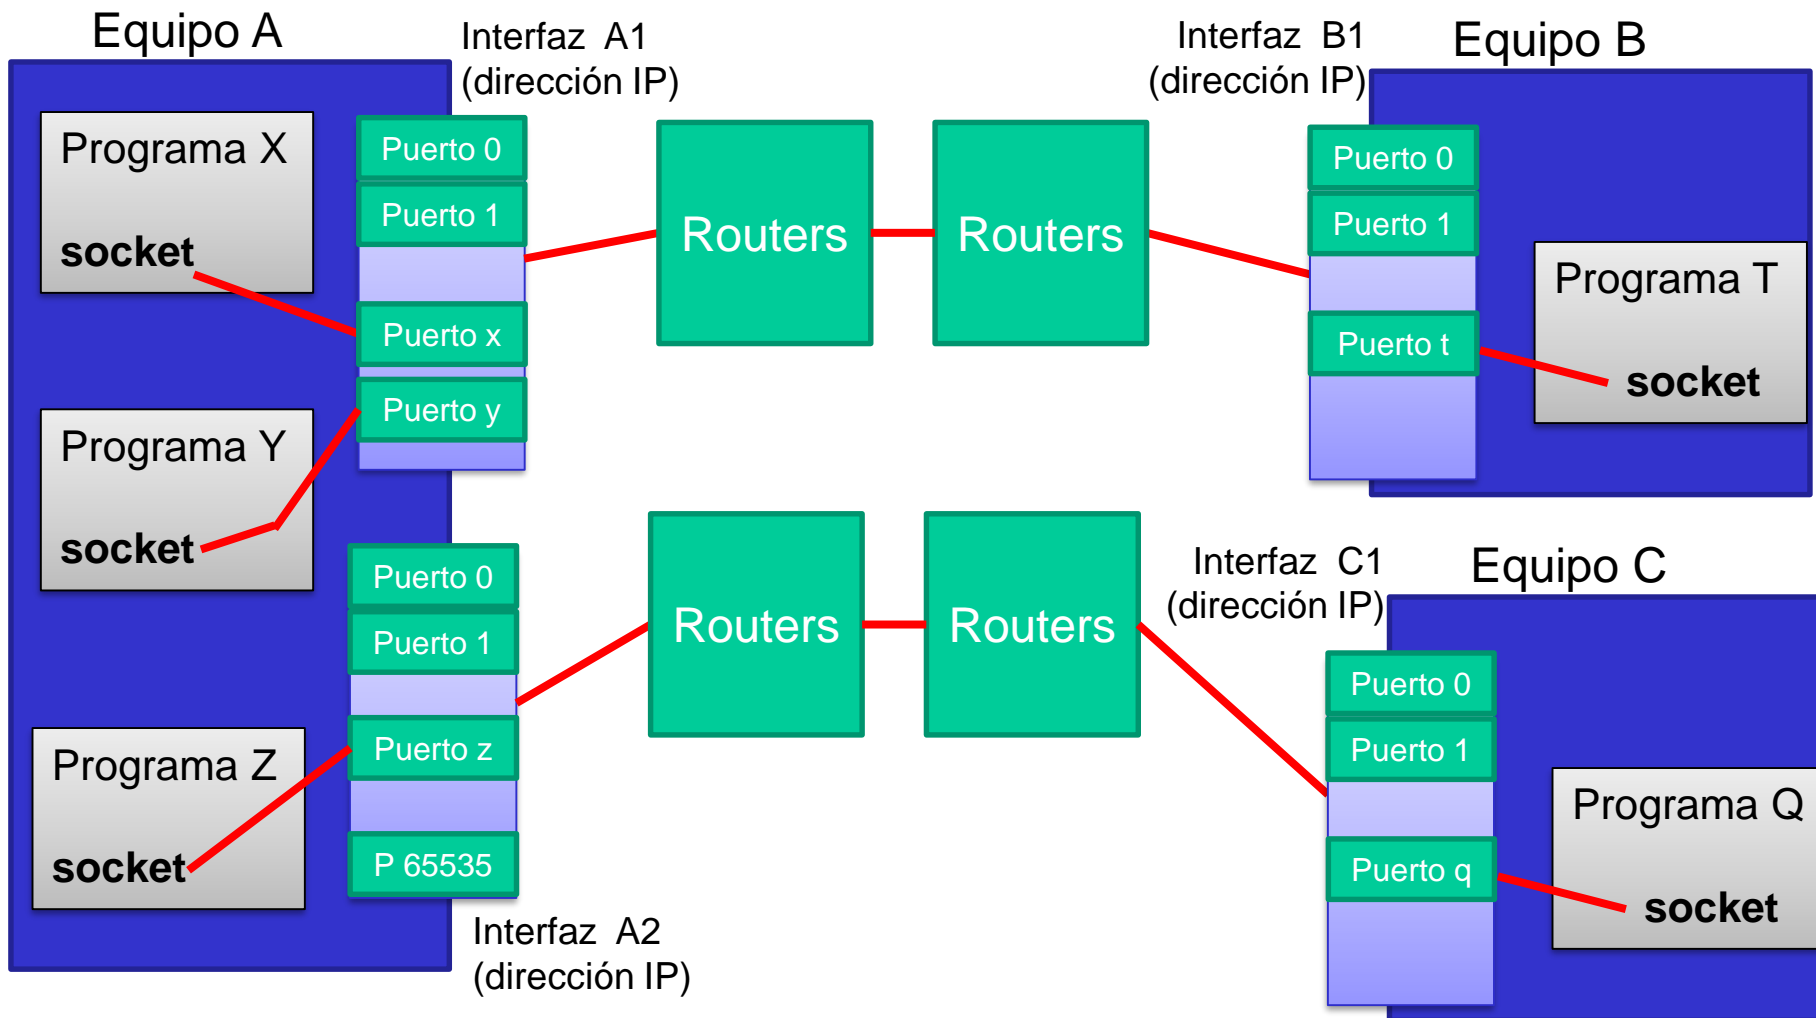 Equipo A
Interfaz A1
(dirección IP)
Programa X
socket
Puerto 0
Puerto 1
Puerto x
Puerto y
Programa Y
socket
Puerto 0
Puerto 1
Puerto z
P 65535
Programa Z
socket
Interfaz A2
(dirección IP)
Routers
Routers
Routers
Routers
Interfaz B1
(dirección IP)
Equipo B
Puerto 0
Puerto 1
Puerto t
Programa T
socket
Interfaz C1
(dirección IP)
Equipo C
Puerto 0
Puerto 1
Puerto q
Programa Q
socket